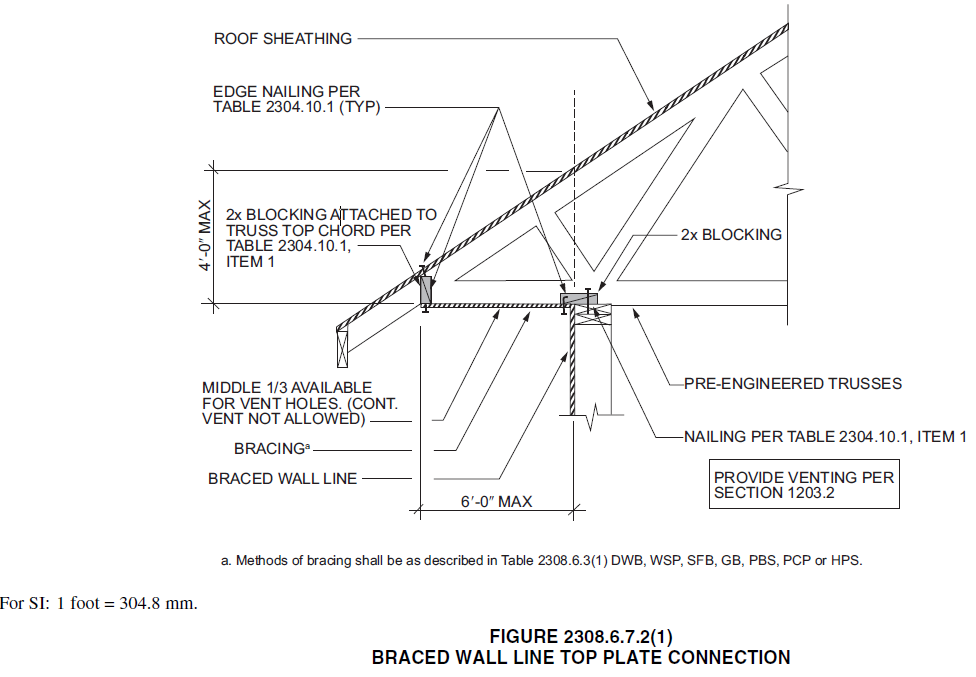 ROOF SHEATHING
EDGE NAILING PER
TABLE 2304.10.1 (TYP)
4'-0" MAX
2x BLOCKING ATTACHED TO
TRUSS TOP CHORD PER
TABLE 2304.10.1,
ITEM 1
2x BLOCKING
MIDDLE 1/3 AVAILABLE
FOR VENT HOLES. (CONT.
VENT NOT ALLOWED)
BRACINGᵃ
BRACED WALL LINE
6'-0" MAX
PRE-ENGINEERED TRUSSES
NAILING PER TABLE 2304.10.1, ITEM 1
PROVIDE VENTING PER
SECTION 1203.2
a. Methods of bracing shall be as described in Table 2308.6.3(1) DWB, WSP, SFB, GB, PBS, PCP or HPS.
For SI: 1 foot = 304.8 mm.
FIGURE 2308.6.7.2(1)
BRACED WALL LINE TOP PLATE CONNECTION